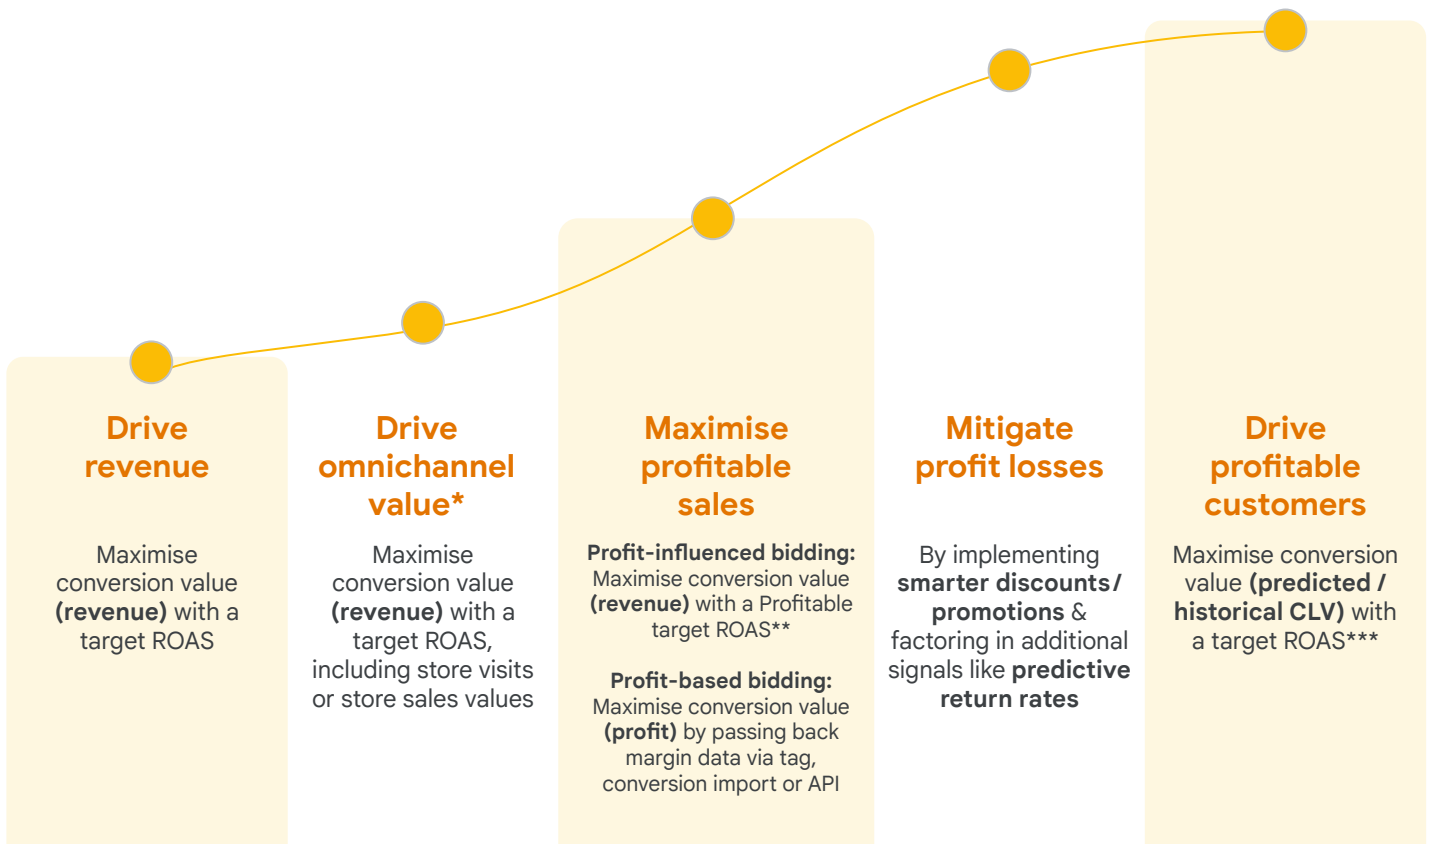 Drive
revenue
Maximise
conversion value
(revenue) with a
target ROAS
Drive
omnichannel
value*
Maximise
conversion value
(revenue) with a
target ROAS,
including store visits
or store sales values
Maximise
profitable
sales
Profit-influenced bidding:
Maximise conversion value
(revenue) with a Profitable
target ROAS**
Profit-based bidding:
Maximise conversion value
(profit) by passing back
margin data via tag,
conversion import or API
Mitigate
profit losses
By implementing
smarter discounts/
promotions &
factoring in additional
signals like predictive
return rates
Drive
profitable
customers
Maximise conversion
value (predicted /
historical CLV) with
a target ROAS***